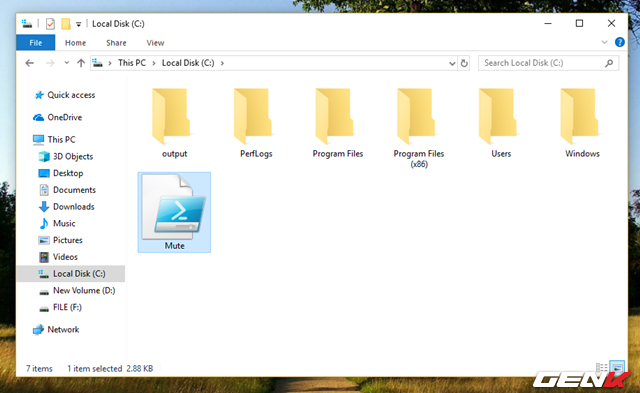 Local Disk (C:)
File Home Share View
This PC > Local Disk (C:) >
Search Local Disk (C:)
Quick access
OneDrive
This PC
3D Objects
Desktop
Documents
Downloads
Music
Pictures
Videos
Local Disk (C:)
New Volume (D:)
FILE (F:)
Network
output
PerfLogs
Program Files
Program Files
(x86)
Users
Windows
Mute
7 items 1 item selected 2.88 KB
GENK